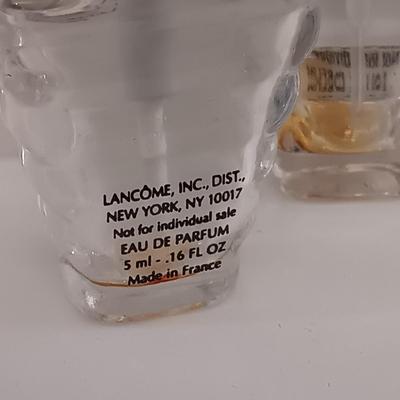 LANCÔME, INC., DIST.,
NEW YORK, NY 10017
Not for individual sale
EAU DE PARFUM
5 ml - .16 FL OZ
Made in France